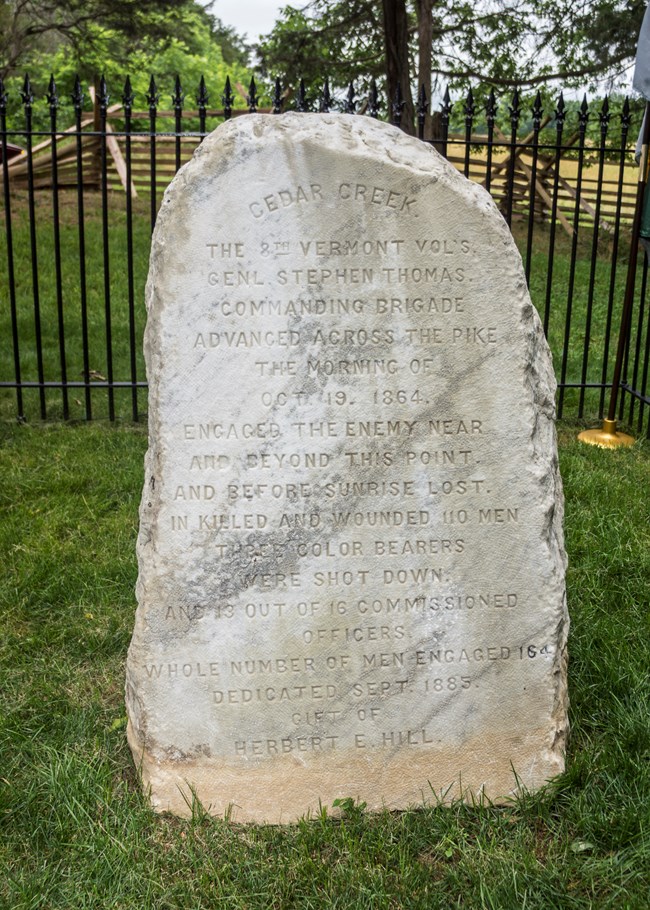 CEDAR CREEK.
THE 8TH VERMONT VOL'S.
GENL. STEPHEN THOMAS.
COMMANDING BRIGADE
ADVANCED ACROSS THE PIKE
THE MORNING OF
OCT. 19. 1864.
ENGAGED THE ENEMY NEAR
AND BEYOND THIS POINT.
AND BEFORE SUNRISE LOST.
IN KILLED AND WOUNDED 110 MEN
THREE COLOR BEARERS
WERE SHOT DOWN.
AND 13 OUT OF 16 COMMISSIONED
OFFICERS.
WHOLE NUMBER OF MEN ENGAGED 164
DEDICATED SEPT. 1885.
GIFT OF
HERBERT E. HILL.